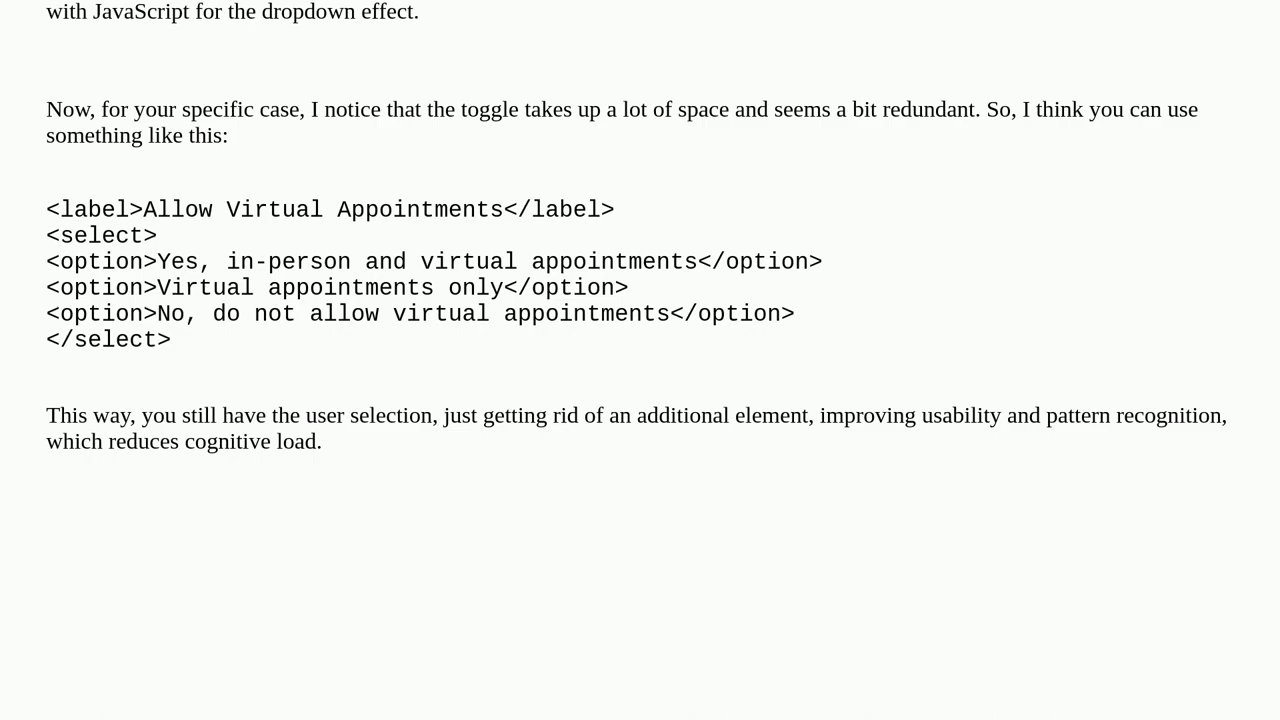 with JavaScript for the dropdown effect.
Now, for your specific case, I notice that the toggle takes up a lot of space and seems a bit redundant. So, I think you can use
something like this:
<label>Allow Virtual Appointments</label>
<select>
<option>Yes, in-person and virtual appointments</option>
<option>Virtual appointments only</option>
<option>No, do not allow virtual appointments</option>
</select>
This way, you still have the user selection, just getting rid of an additional element, improving usability and pattern recognition,
which reduces cognitive load.